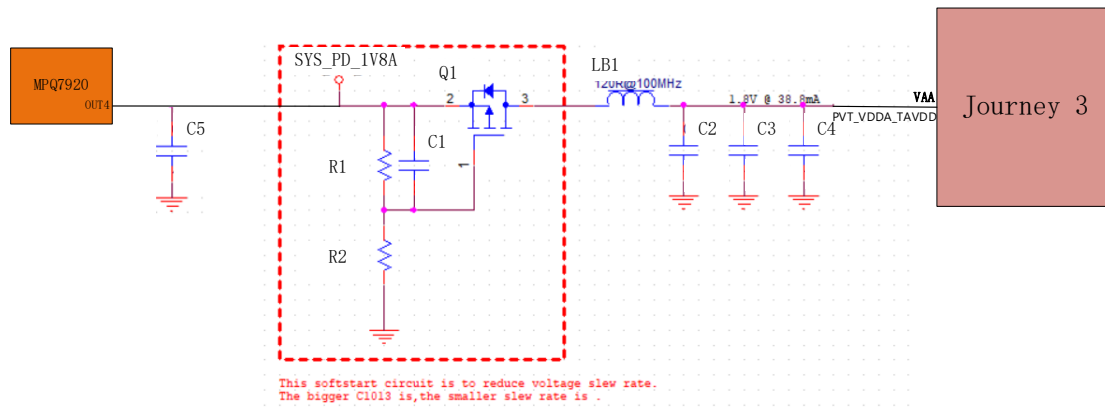 MPQ7920
OUT4
C5
SYS_PD_1V8A
Q1
2
3
1
R1
C1
R2
LB1
120R@100MHz
C2
C3
C4
1.8V @ 38.8mA
VAA
PVT_VDDA_TAVDD
Journey 3
This softstart circuit is to reduce voltage slew rate.
The bigger C1013 is,the smaller slew rate is .